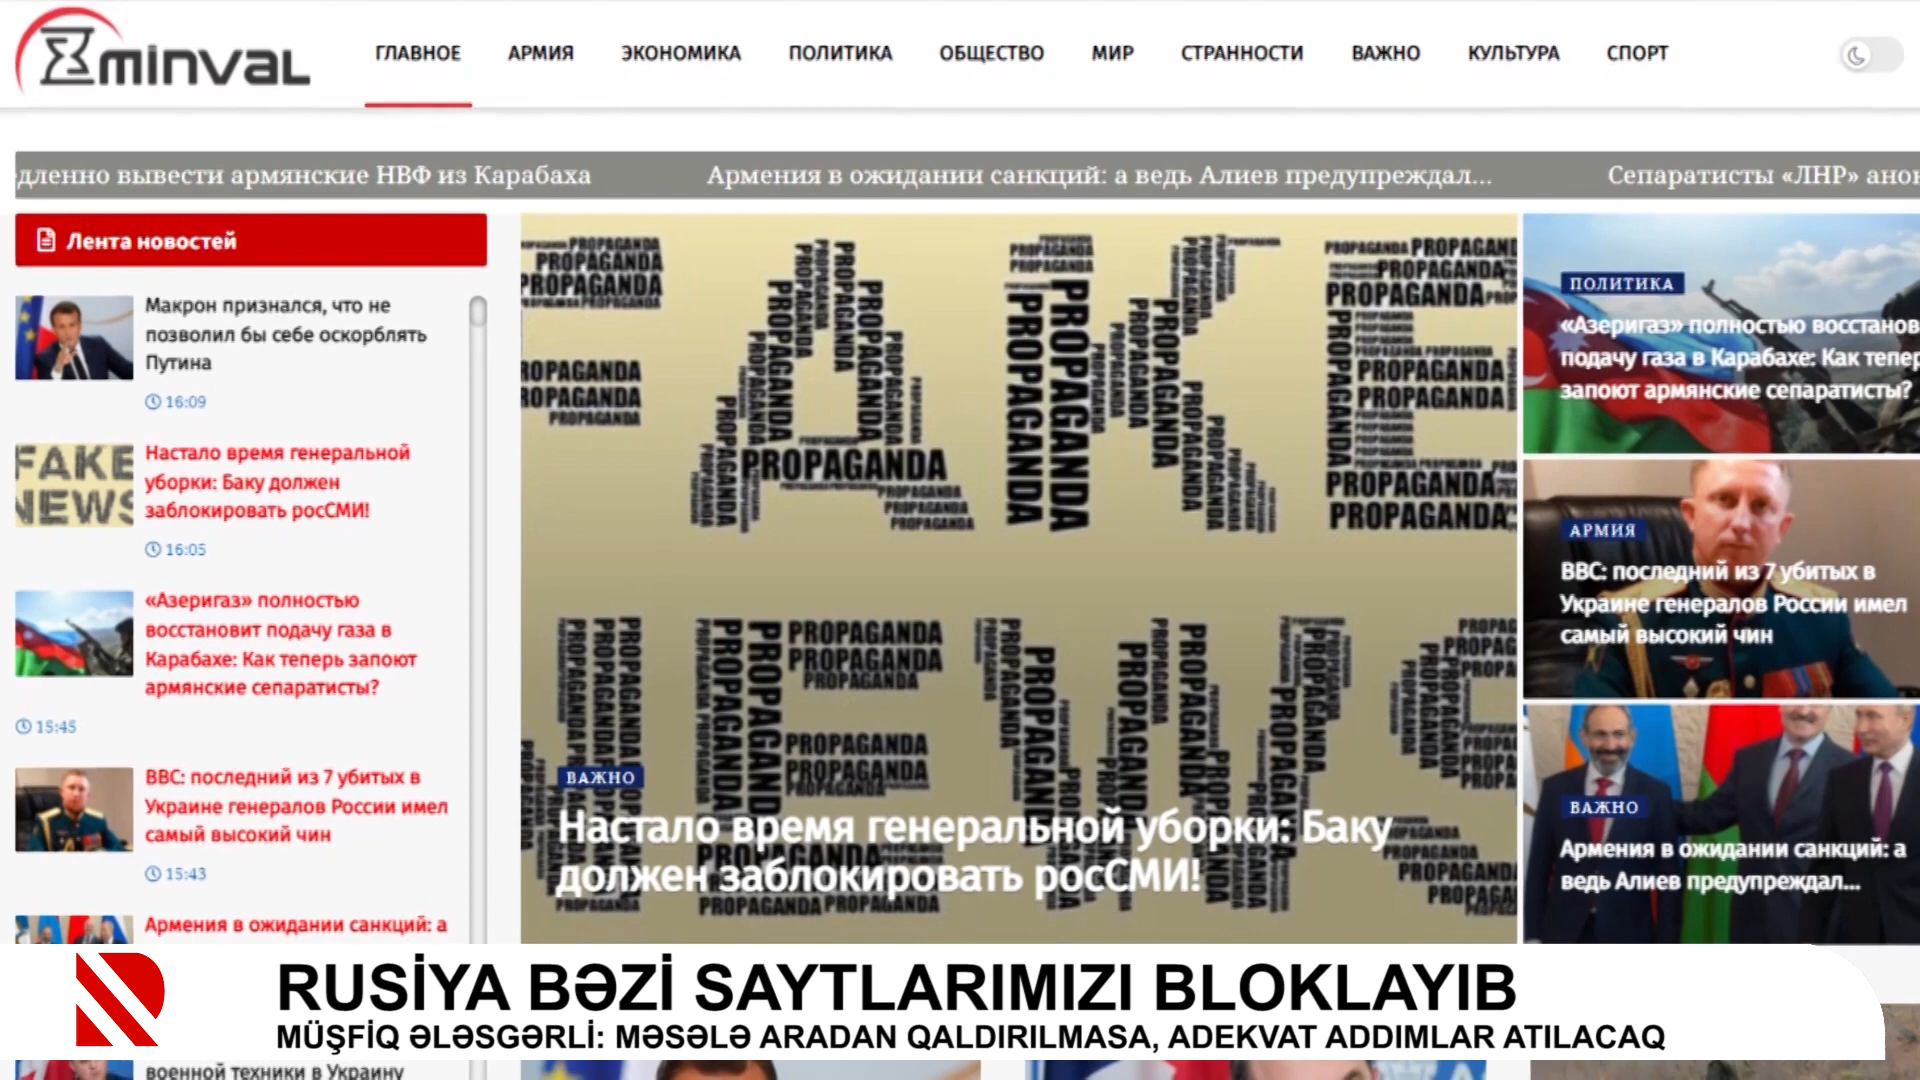 minval
ГЛАВНОЕ АРМИЯ ЭКОНОМИКА ПОЛИТИКА ОБЩЕСТВО МИР СТРАННОСТИ ВАЖНО КУЛЬТУРА СПОРТ
вывести армянские НВФ из Карабаха Армения в ожидании санкций: а ведь Алиев предупреждал... Сепаратисты «ЛНР»
Лента новостей
Макрон признался, что не
позволил бы себе оскорблять
Путина
16:09
FAKE
NEWS
Настало время генеральной
уборки: Баку должен
заблокировать росСМИ!
16:05
«Азеригаз» полностью
восстановит подачу газа в
Карабахе: Как теперь запоют
армянские сепаратисты?
15:45
BBC: последний из 7 убитых в
Украине генералов России имел
самый высокий чин
15:43
Армения в ожидании санкций: а
военной техники в Украину
FAKE
NEWS
PROPAGANDA
ВАЖНО
Настало время генеральной уборки: Баку
должен заблокировать росСМИ!
ПОЛИТИКА
«Азеригаз» полностью
подачу газа в Карабахе: Как
запоют армянские сепаратисты?
АРМИЯ
BBC: последний из 7 убитых в
Украине генералов России имел
самый высокий чин
ВАЖНО
Армения в ожидании санкций: а
ведь Алиев предупреждал...
RUSİYA BƏZİ SAYTLARIMIZI BLOKLAYIB
MÜŞFİQ ƏLƏSGƏRLİ: MƏSƏLƏ ARADAN QALDIRILMASA, ADEKVAT ADDIMLAR ATILACAQ